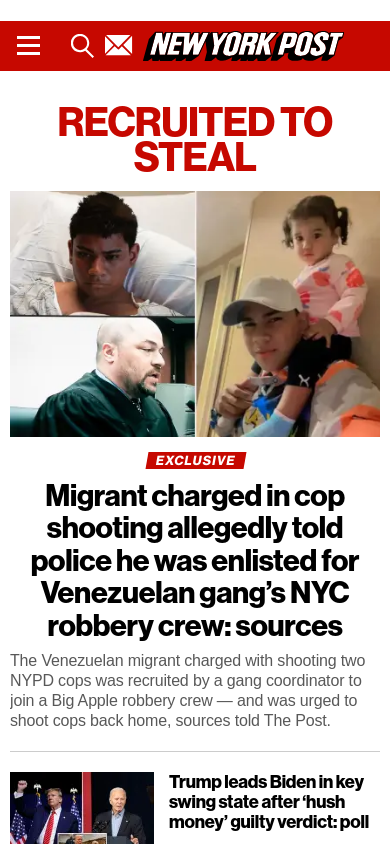 NEW YORK POST
RECRUITED TO
STEAL
EXCLUSIVE
Migrant charged in cop
shooting allegedly told
police he was enlisted for
Venezuelan gang’s NYC
robbery crew: sources
The Venezuelan migrant charged with shooting two
NYPD cops was recruited by a gang coordinator to
join a Big Apple robbery crew — and was urged to
shoot cops back home, sources told The Post.
Trump leads Biden in key
swing state after ‘hush
money’ guilty verdict: poll